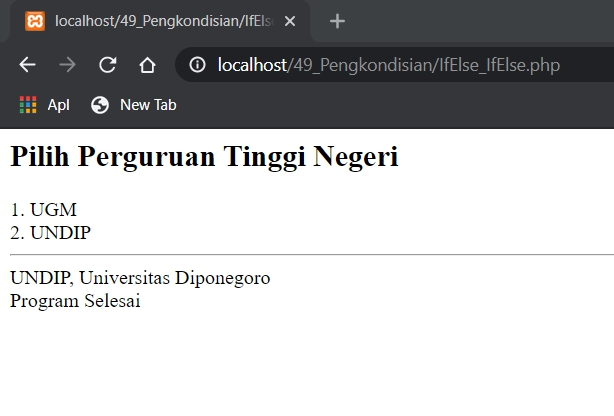 localhost/49_Pengkondisian/IfEls
localhost/49_Pengkondisian/IfElse_IfElse.php
Apl
New Tab
Pilih Perguruan Tinggi Negeri
1. UGM
2. UNDIP
UNDIP, Universitas Diponegoro
Program Selesai